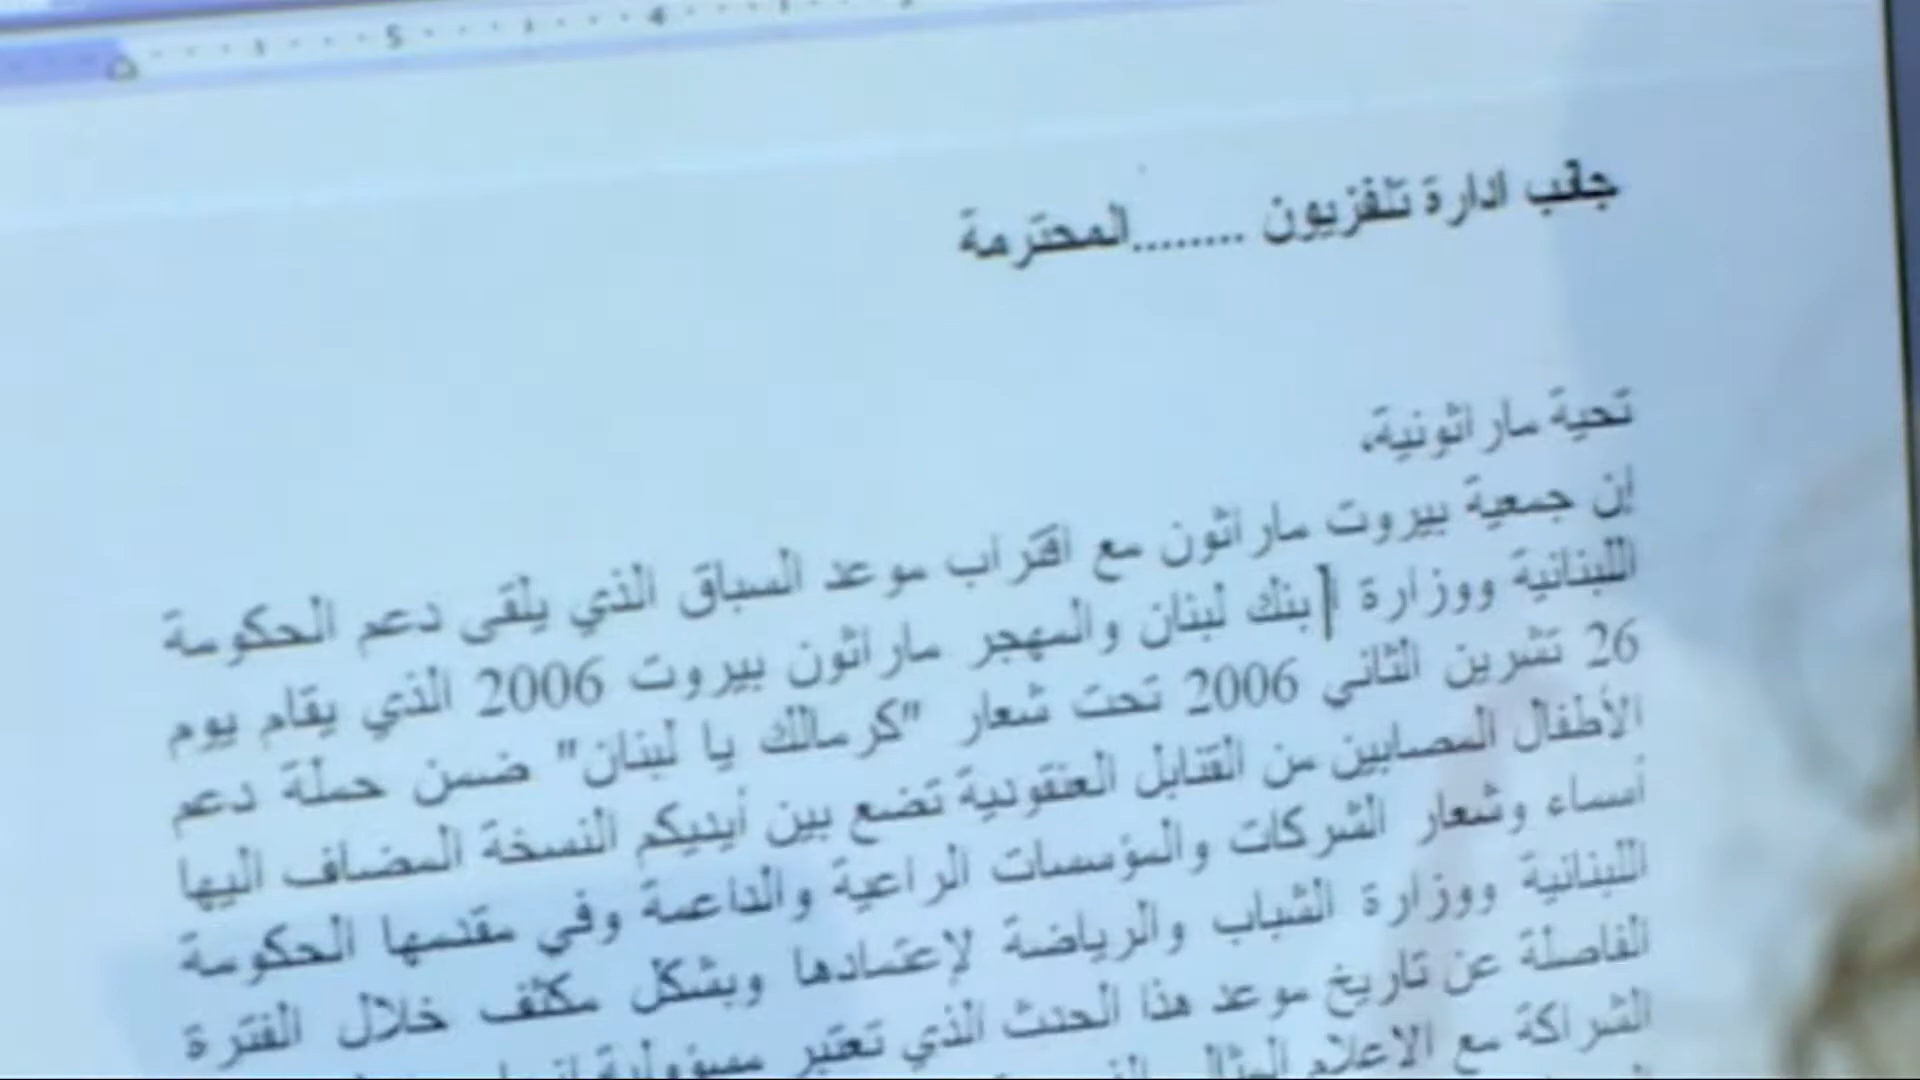 جانب ادارة تلفزيون ........المحترمة
تحية ماراثونية،
إن جمعية بيروت ماراثون مع اقتراب موعد السباق الذي يلقى دعم الحكومة
اللبنانية ووزارة ا بنك لبنان والمهجر ماراثون بيروت 2006 الذي يقام يوم
26 تشرين الثاني 2006 تحت شعار "كرمالك يا لبنان" ضمن حملة دعم
الأطفال المصابين من القنابل العنقودية تضع بين أيديكم النسخة المضاف اليها
أسماء وشعار الشركات والمؤسسات الراعية والداعمة وفي مقدمها الحكومة
اللبنانية ووزارة الشباب والرياضة لإعتمادها وبشكل مكثف خلال الفترة
الفاصلة عن تاريخ موعد هذا الحدث الذي تعتبر مسؤولية
الشراكة مع الاعلام